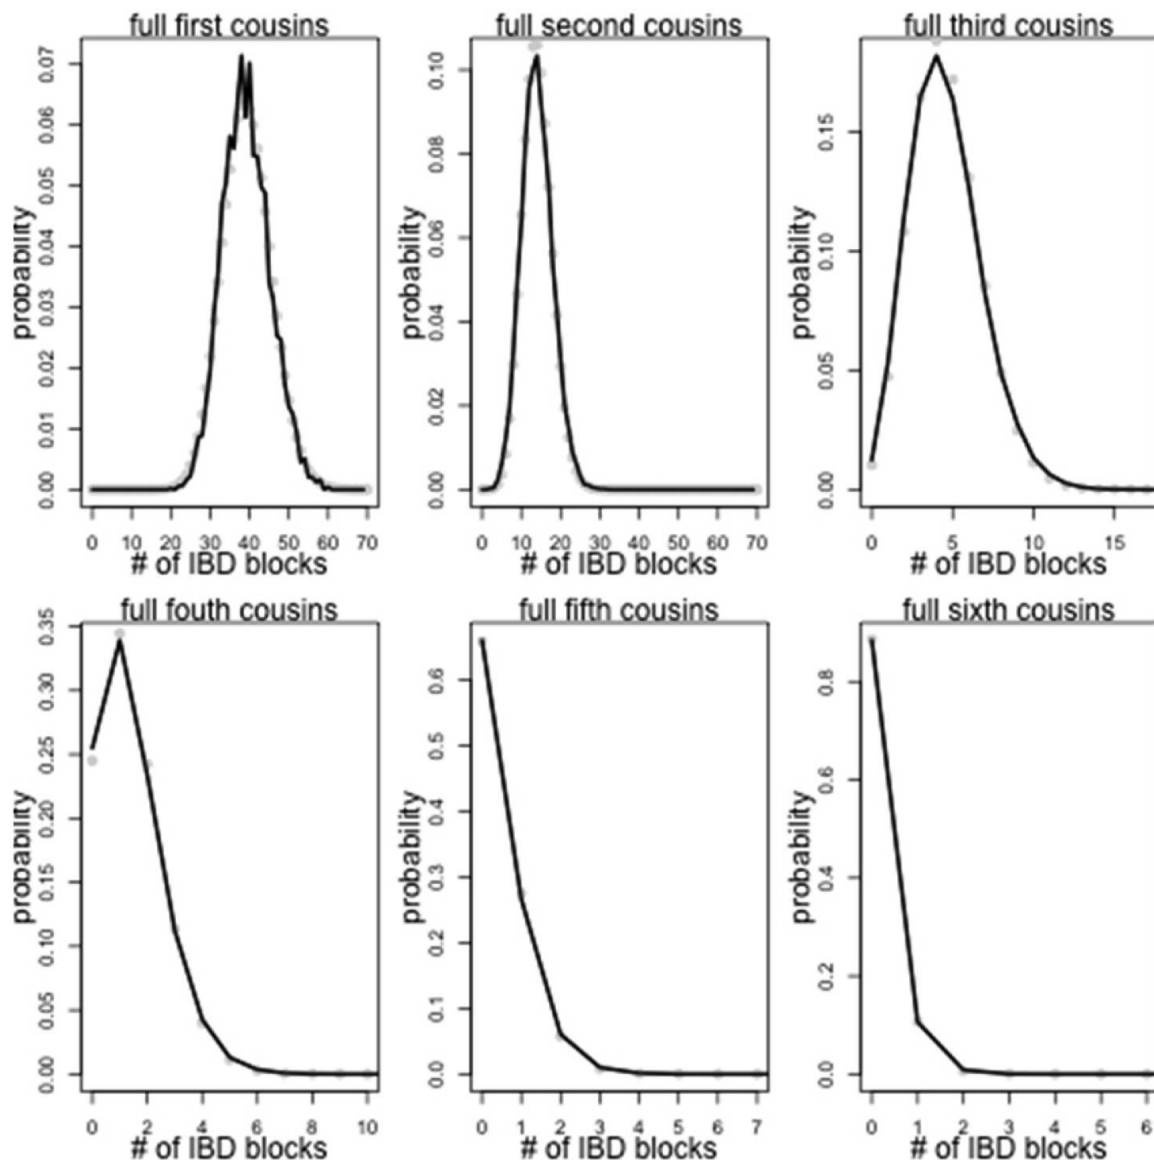 full first cousins
probability
0.00 0.01 0.02 0.03 0.04 0.05 0.06 0.07
0 10 20 30 40 50 60 70
# of IBD blocks
full second cousins
probability
0.00 0.02 0.04 0.06 0.08 0.10
0 10 20 30 40 50 60 70
# of IBD blocks
full third cousins
probability
0.00 0.05 0.10 0.15
0 5 10 15
# of IBD blocks
full fouth cousins
probability
0.00 0.05 0.10 0.15 0.20 0.25 0.30 0.35
0 2 4 6 8 10
# of IBD blocks
full fifth cousins
probability
0.0 0.1 0.2 0.3 0.4 0.5 0.6
0 1 2 3 4 5 6 7
# of IBD blocks
full sixth cousins
probability
0.0 0.2 0.4 0.6 0.8
0 1 2 3 4 5 6
# of IBD blocks